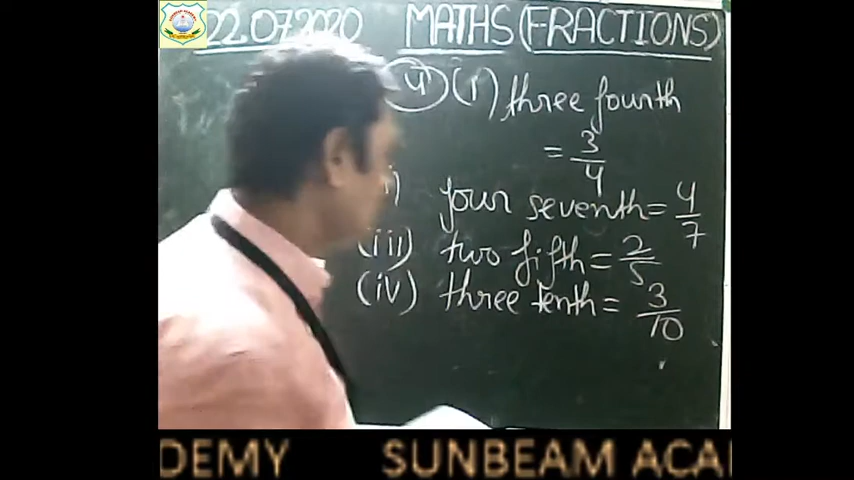 22.07.2020 MATHS (FRACTIONS)
4 (i) three fourth
= 3/4
i) four seventh = 4/7
(iii) two fifth = 2/5
(iv) three tenth = 3/10
DEMY SUNBEAM ACA